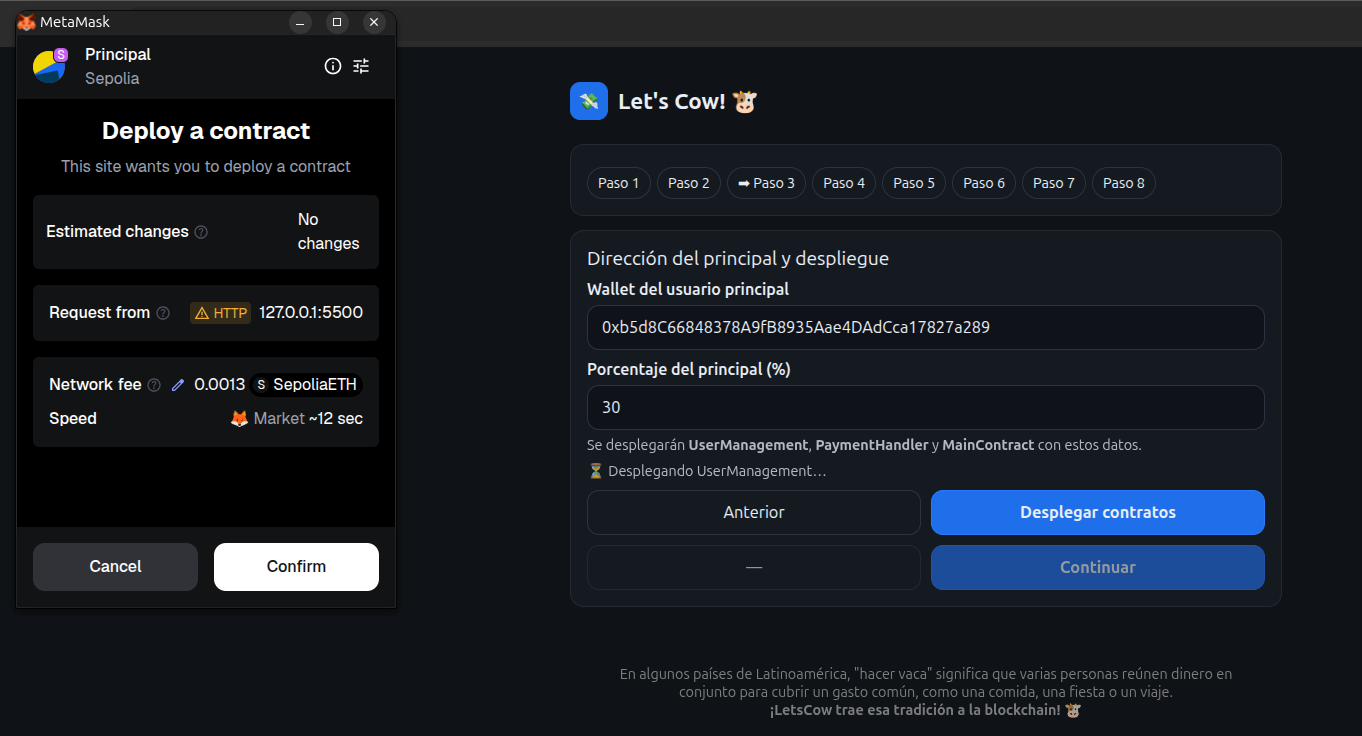 MetaMask
Principal
Sepolia
Deploy a contract
This site wants you to deploy a contract
Estimated changes
No changes
Request from
HTTP 127.0.0.1:5500
Network fee
0.0013 S SepoliaETH
Speed
Market ~12 sec
Cancel
Confirm
Let's Cow!
Paso 1
Paso 2
➡ Paso 3
Paso 4
Paso 5
Paso 6
Paso 7
Paso 8
Dirección del principal y despliegue
Wallet del usuario principal
0xb5d8C66848378A9fB8935Aae4DAdCca17827a289
Porcentaje del principal (%)
30
Se desplegarán UserManagement, PaymentHandler y MainContract con estos datos.
⏳ Desplegando UserManagement…
Anterior
Desplegar contratos
—
Continuar
En algunos países de Latinoamérica, "hacer vaca" significa que varias personas reúnen dinero en
conjunto para cubrir un gasto común, como una comida, una fiesta o un viaje.
¡LetsCow trae esa tradición a la blockchain! 🐮